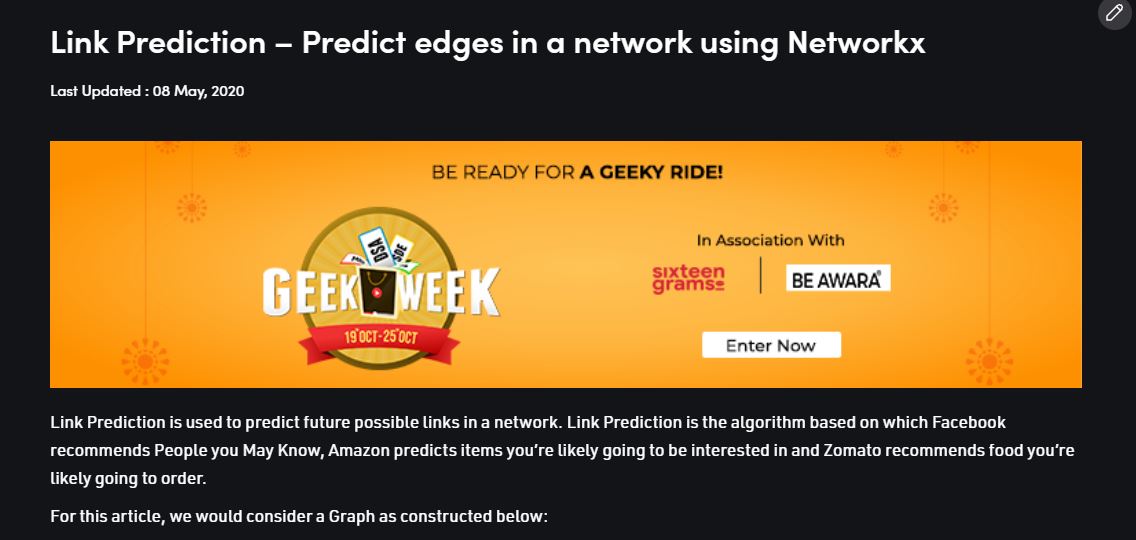 Link Prediction – Predict edges in a network using Networkx
Last Updated : 08 May, 2020
BE READY FOR A GEEKY RIDE!
DSA
SDE
GEEK WEEK
19 OCT-25 OCT
In Association With
sixteen
grams
BE AWARA
Enter Now
Link Prediction is used to predict future possible links in a network. Link Prediction is the algorithm based on which Facebook
recommends People you May Know, Amazon predicts items you’re likely going to be interested in and Zomato recommends food you’re
likely going to order.
For this article, we would consider a Graph as constructed below: